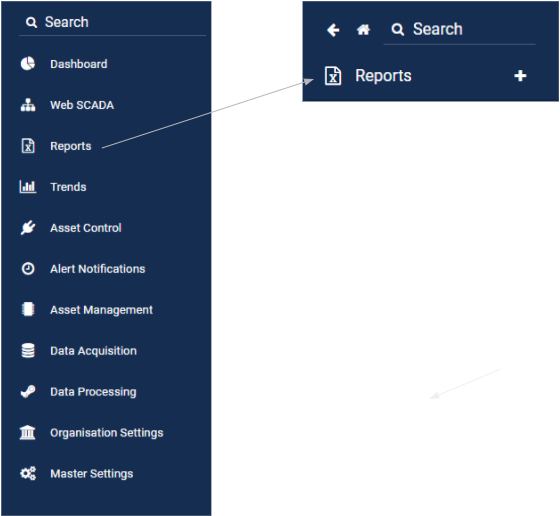 Search
Dashboard
Web SCADA
Reports
Trends
Asset Control
Alert Notifications
Asset Management
Data Acquisition
Data Processing
Organisation Settings
Master Settings
Search
Reports